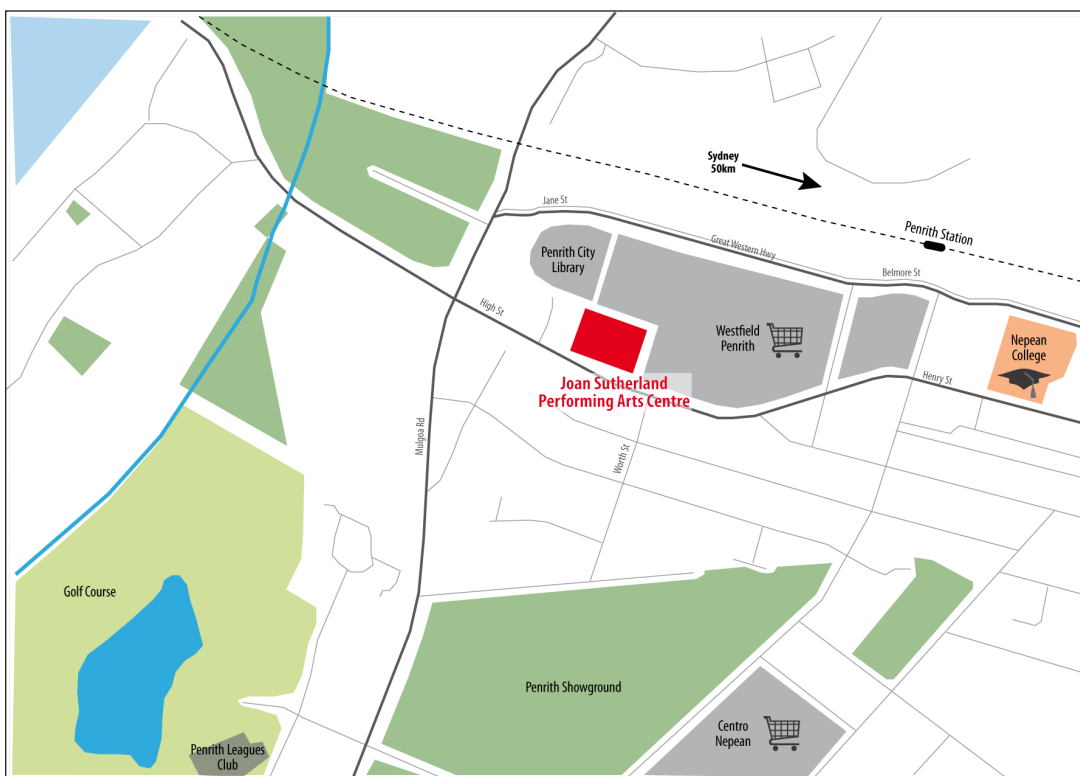 Sydney
50km
Jane St
Penrith Station
Great Western Hwy
Belmore St
Penrith City
Library
High St
Westfield
Penrith
Nepean
College
Henry St
Joan Sutherland
Performing Arts Centre
Mulgoa Rd
Worth St
Golf Course
Penrith Showground
Centro
Nepean
Penrith Leagues
Club